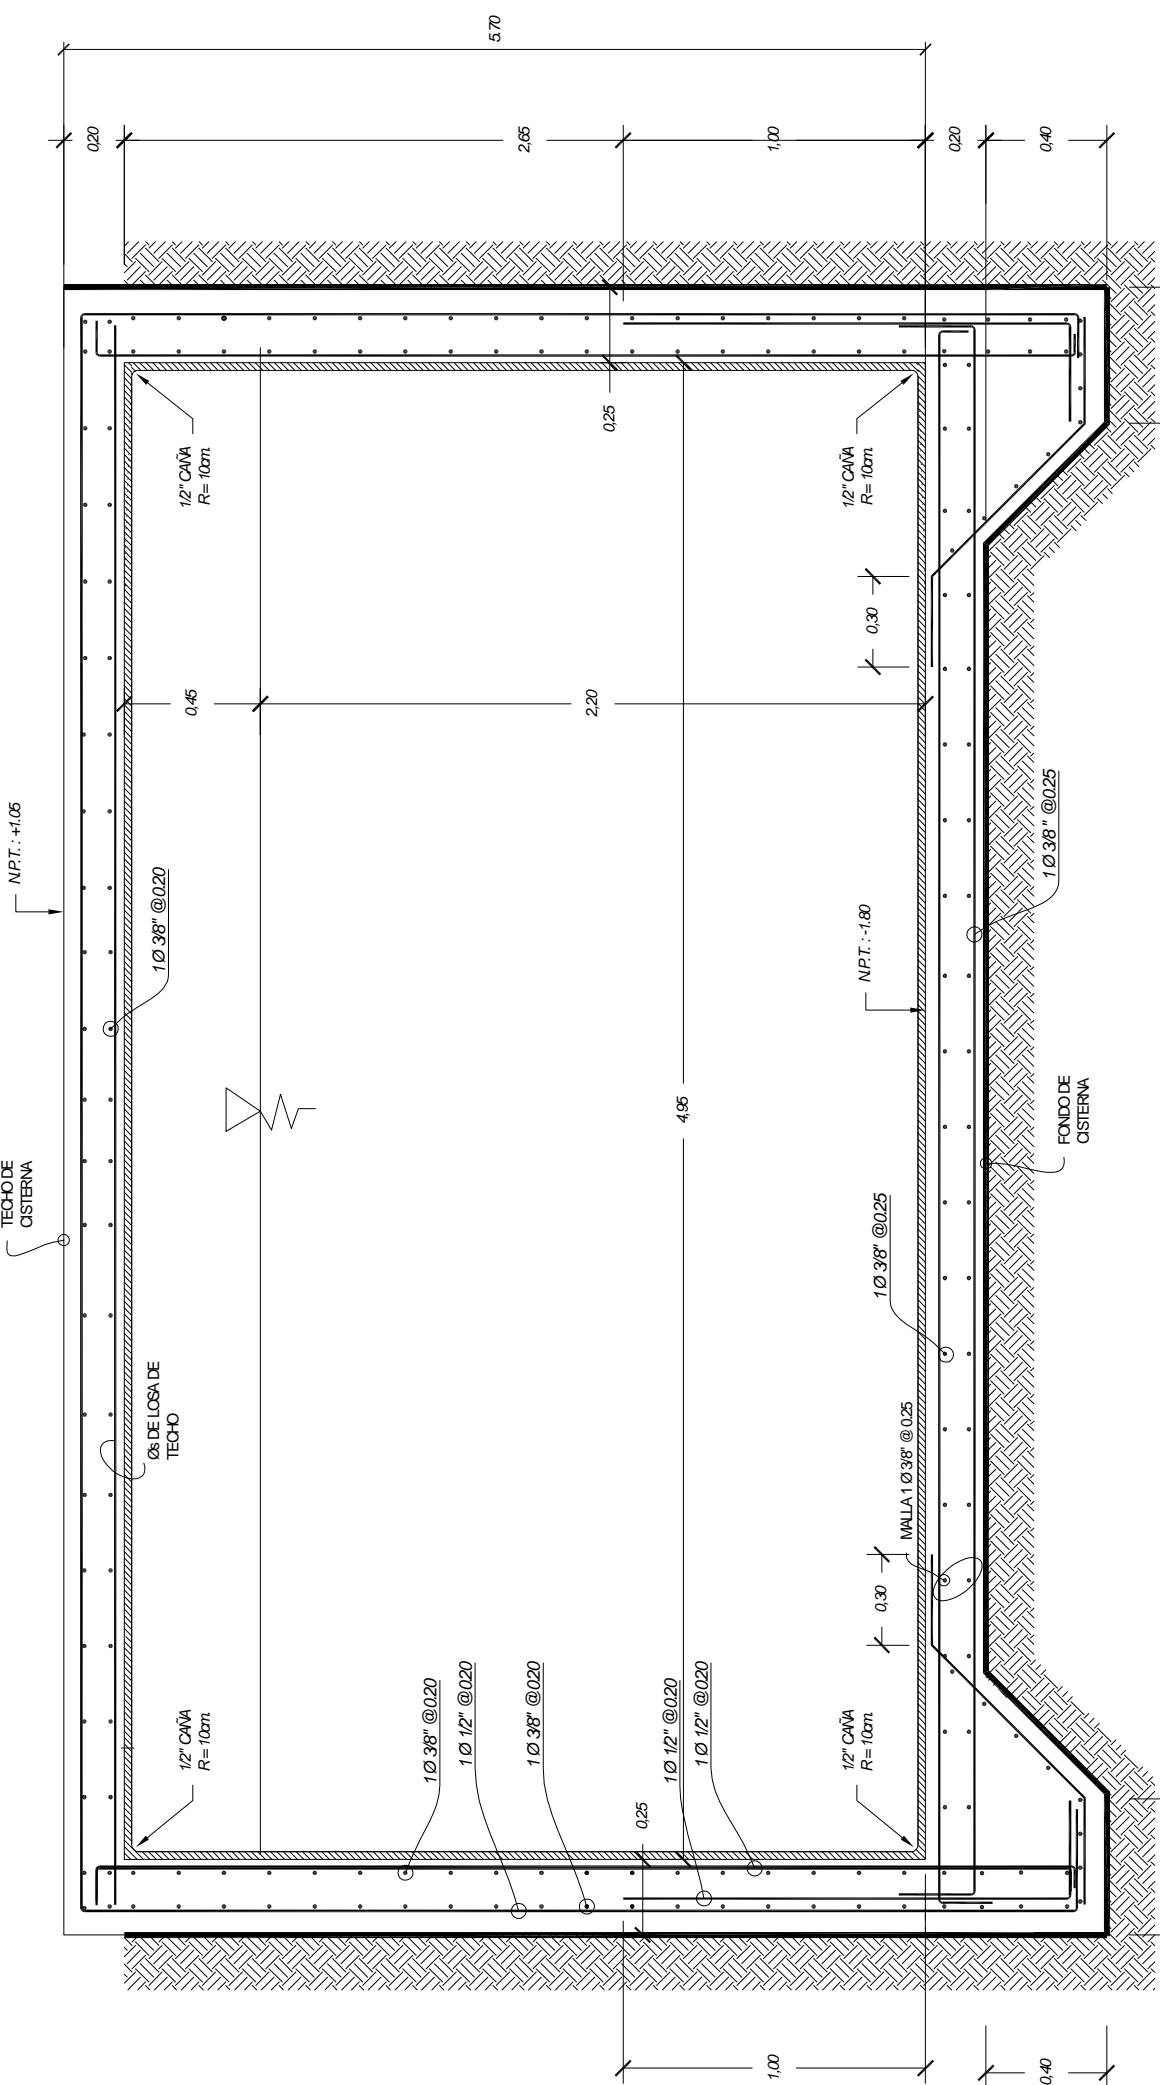 5.70
0.20
2,65
1,00
0,20
0,40
N.P.T. : +1.05
TECHO DE
CISTERNA
1/2" CAÑA
R= 10cm.
0,25
1/2" CAÑA
R= 10cm.
0,30
0,45
2,20
1 Ø 3/8" @0.20
N.P.T. : -1.80
1 Ø 3/8" @0.25
4,95
FONDO DE
CISTERNA
1 Ø 3/8" @0.25
Øs DE LOSA DE
TECHO
MALLA 1 Ø 3/8" @ 0.25
0,30
1/2" CAÑA
R= 10cm.
1 Ø 3/8" @0.20
1 Ø 1/2" @0.20
1 Ø 3/8" @0.20
1 Ø 1/2" @0.20
1 Ø 1/2" @0.20
1/2" CAÑA
R= 10cm.
0,25
1,00
0,40